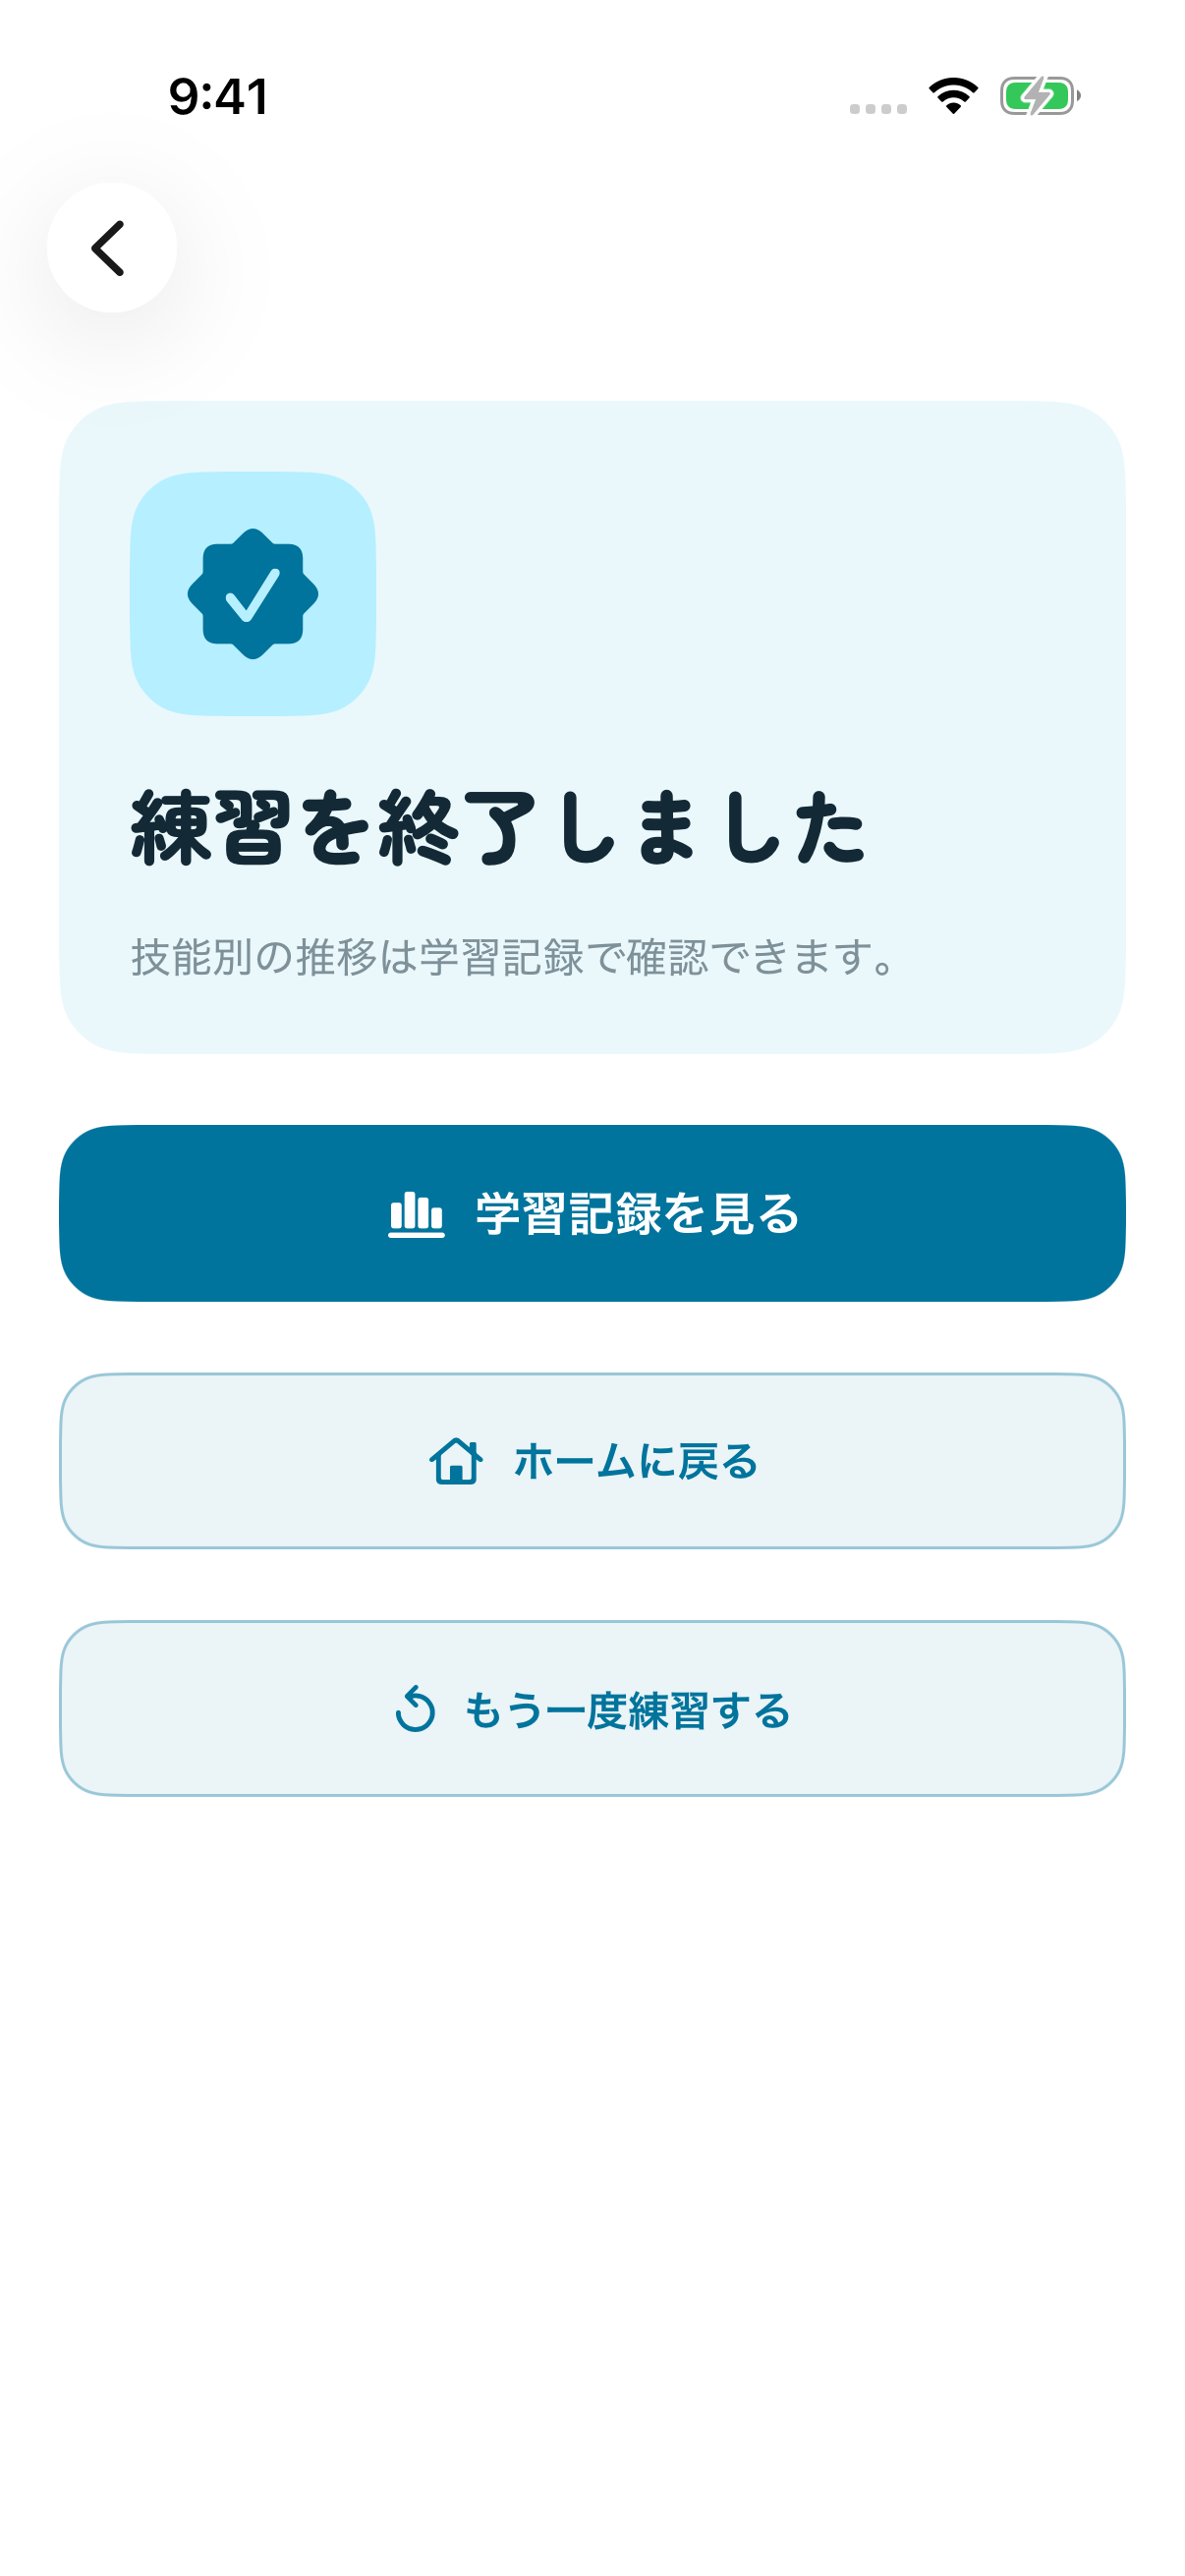 9:41
練習を終了しました
技能別の推移は学習記録で確認できます。
学習記録を見る
ホームに戻る
もう一度練習する